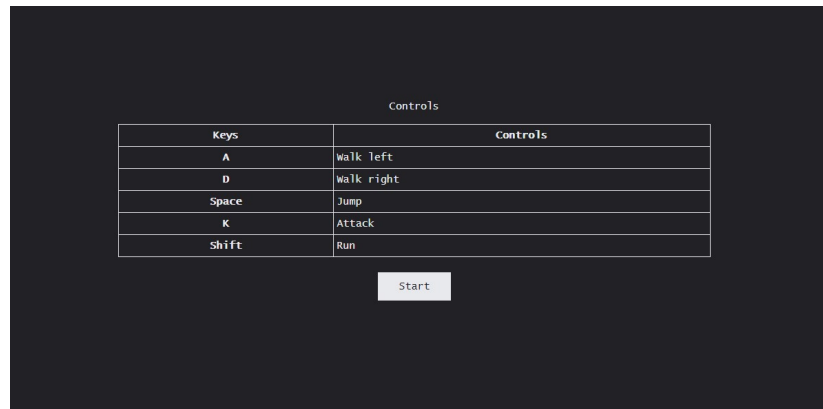 Controls
Keys Controls
A Walk left
D Walk right
Space Jump
K Attack
Shift Run
Start